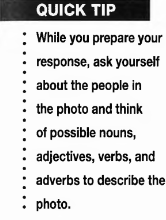 QUICK TIP
While you prepare your
response, ask yourself
about the people in
the photo and think
of possible nouns,
adjectives, verbs, and
adverbs to describe the
photo.